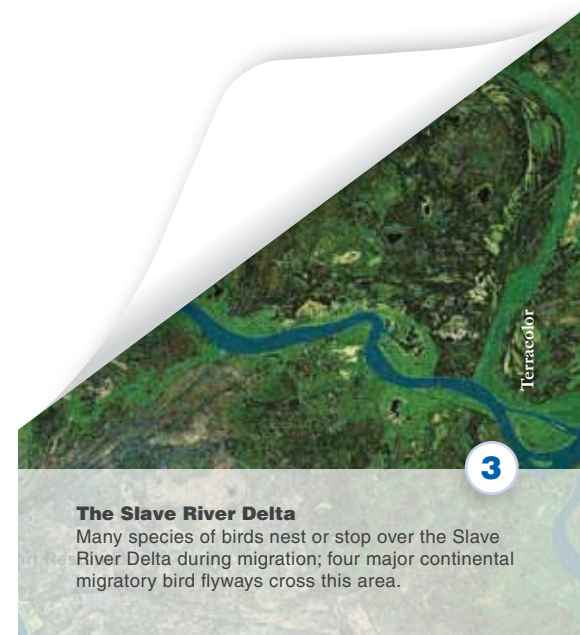 Terracolor
3
The Slave River Delta
Many species of birds nest or stop over the Slave
River Delta during migration; four major continental
migratory bird flyways cross this area.